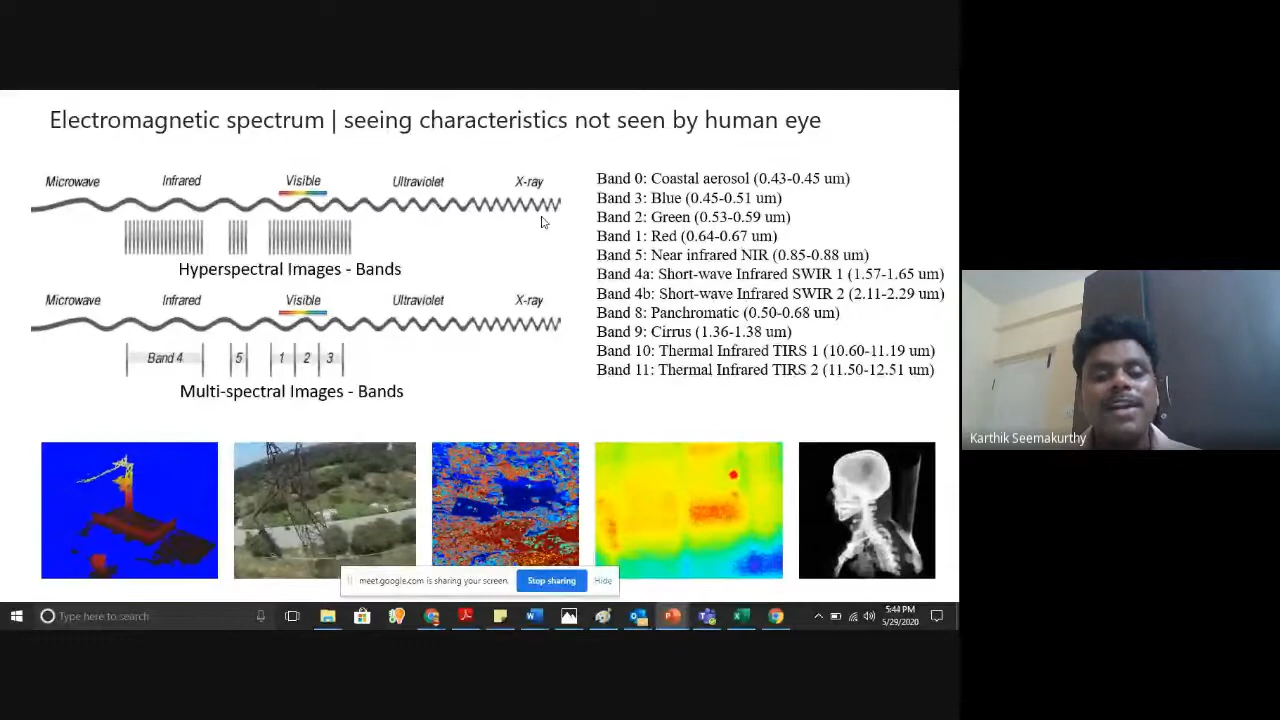 Electromagnetic spectrum | seeing characteristics not seen by human eye
Microwave Infrared Visible Ultraviolet X-ray
Hyperspectral Images - Bands
Microwave Infrared Visible Ultraviolet X-ray
Band 4 5 1 2 3
Multi-spectral Images - Bands
Band 0: Coastal aerosol (0.43-0.45 um)
Band 3: Blue (0.45-0.51 um)
Band 2: Green (0.53-0.59 um)
Band 1: Red (0.64-0.67 um)
Band 5: Near infrared NIR (0.85-0.88 um)
Band 4a: Short-wave Infrared SWIR 1 (1.57-1.65 um)
Band 4b: Short-wave Infrared SWIR 2 (2.11-2.29 um)
Band 8: Panchromatic (0.50-0.68 um)
Band 9: Cirrus (1.36-1.38 um)
Band 10: Thermal Infrared TIRS 1 (10.60-11.19 um)
Band 11: Thermal Infrared TIRS 2 (11.50-12.51 um)
Karthik Seemakurthy
meet.google.com is sharing your screen. Stop sharing Hide
Type here to search
5:44 PM
5/29/2020